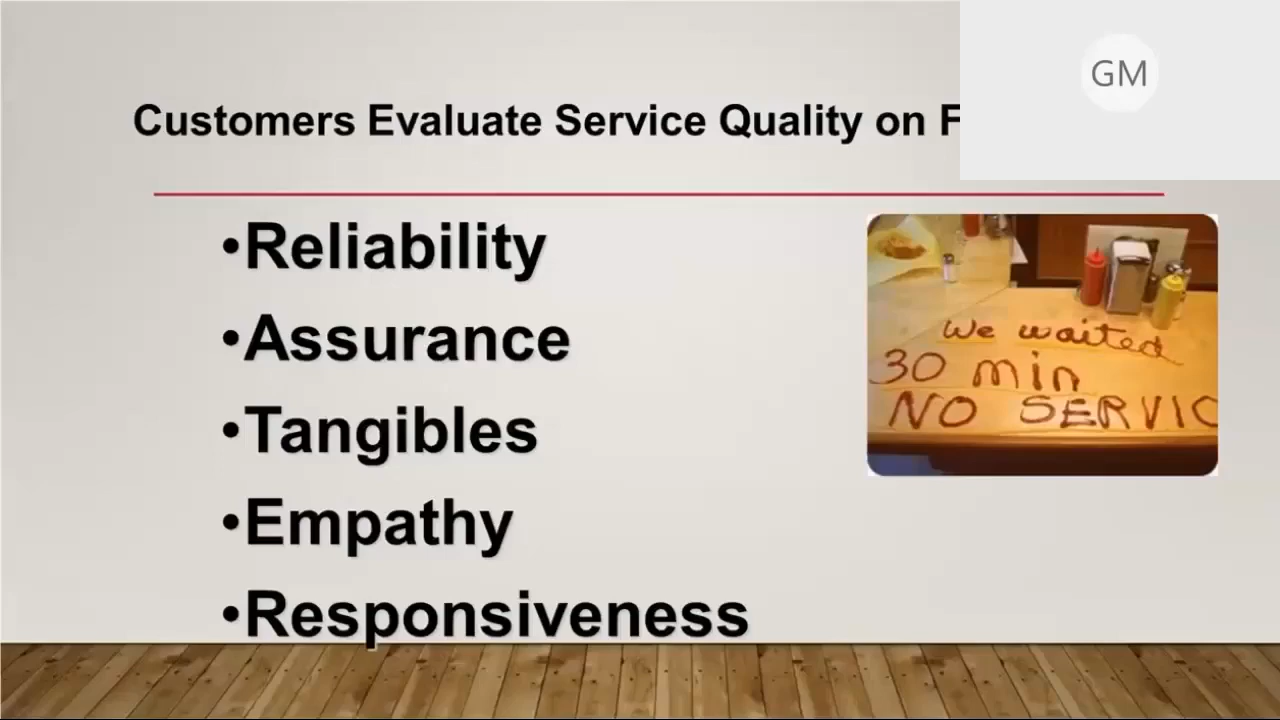 GM
Customers Evaluate Service Quality on F
•Reliability
•Assurance
•Tangibles
•Empathy
•Responsiveness
We waited
30 min
NO SERVIC